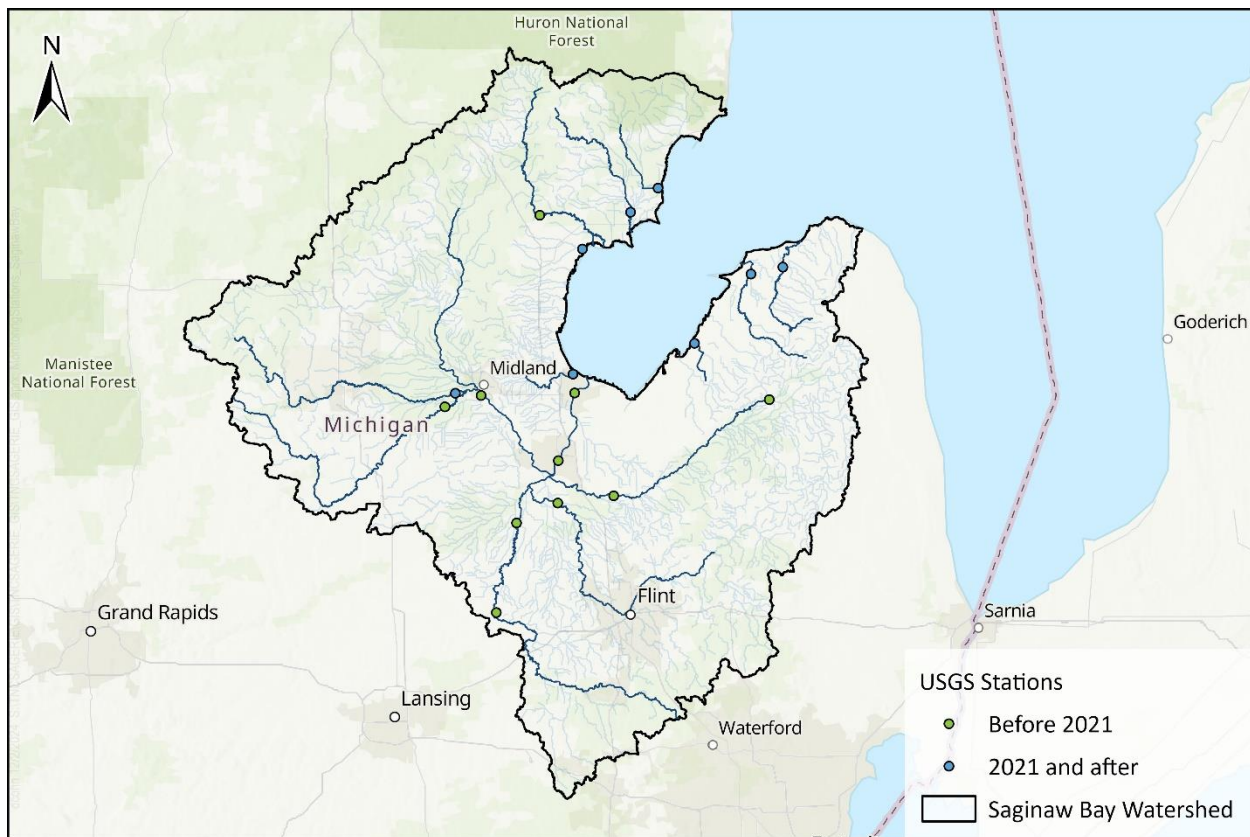 Huron National
Forest
N
Goderich
Manistee
National Forest
Midland
Michigan
Flint
Grand Rapids
Sarnia
Lansing
Waterford
USGS Stations
Before 2021
2021 and after
Saginaw Bay Watershed